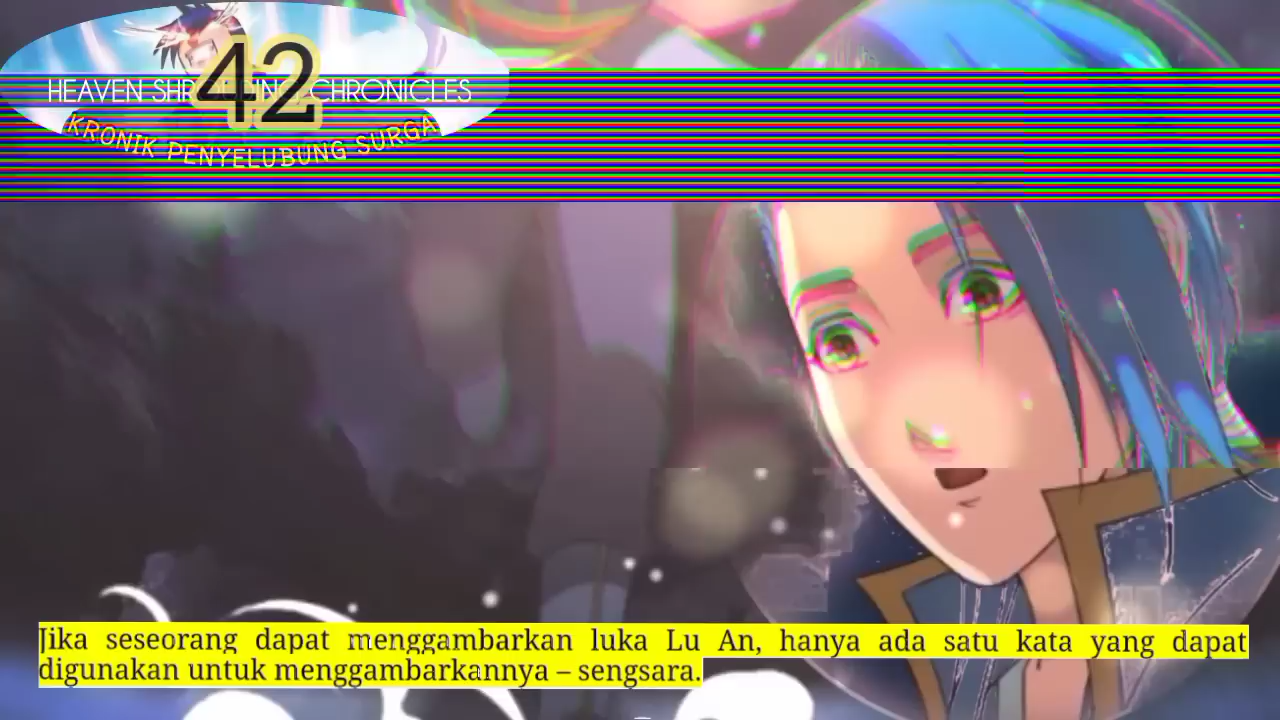 42
HEAVEN SHROUDING CHRONICLES
KRONIK PENYELUBUNG SURGA
Jika seseorang dapat menggambarkan luka Lu An, hanya ada satu kata yang dapat
digunakan untuk menggambarkannya – sengsara.